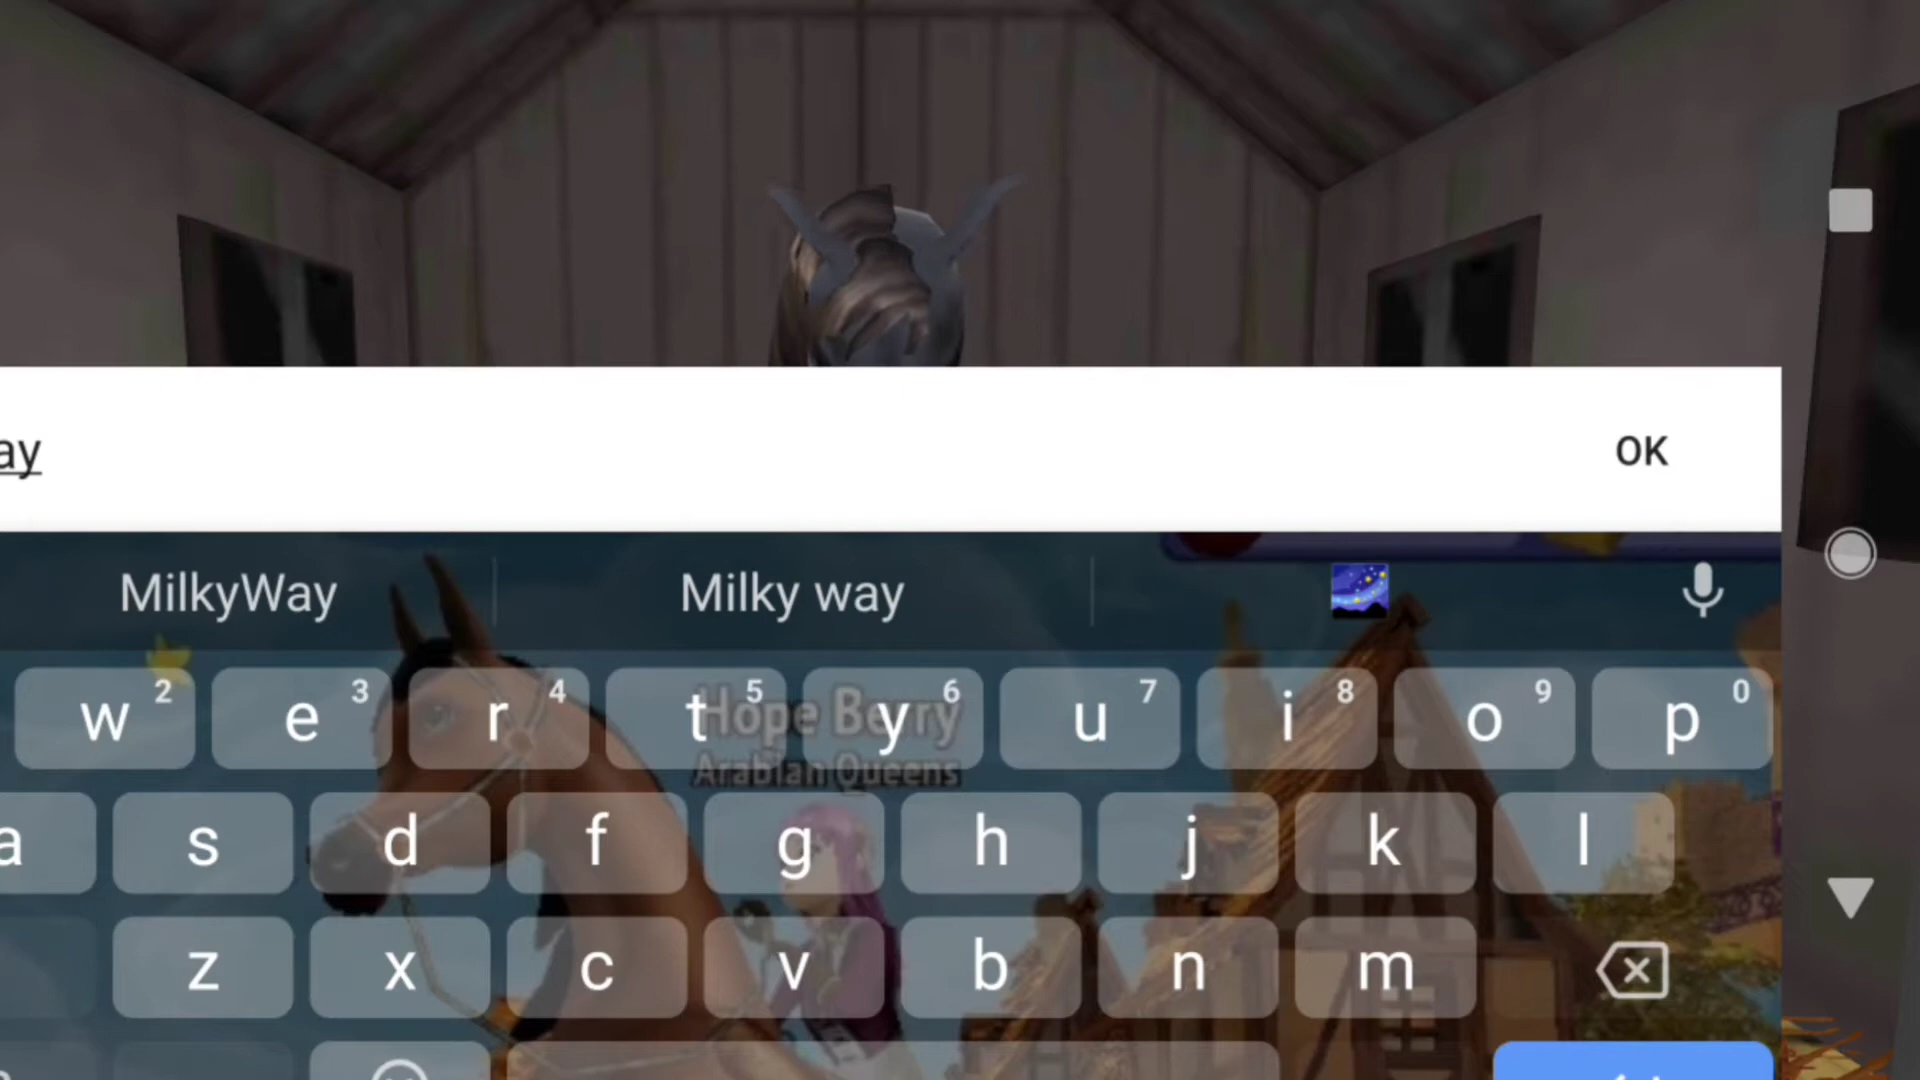 ay
OK
MilkyWay Milky way
w 2 e 3 r 4 t 5 y 6 u 7 i 8 o 9 p 0
Hope Berry
Arabian Queens
a s d f g h j k l
z x c v b n m